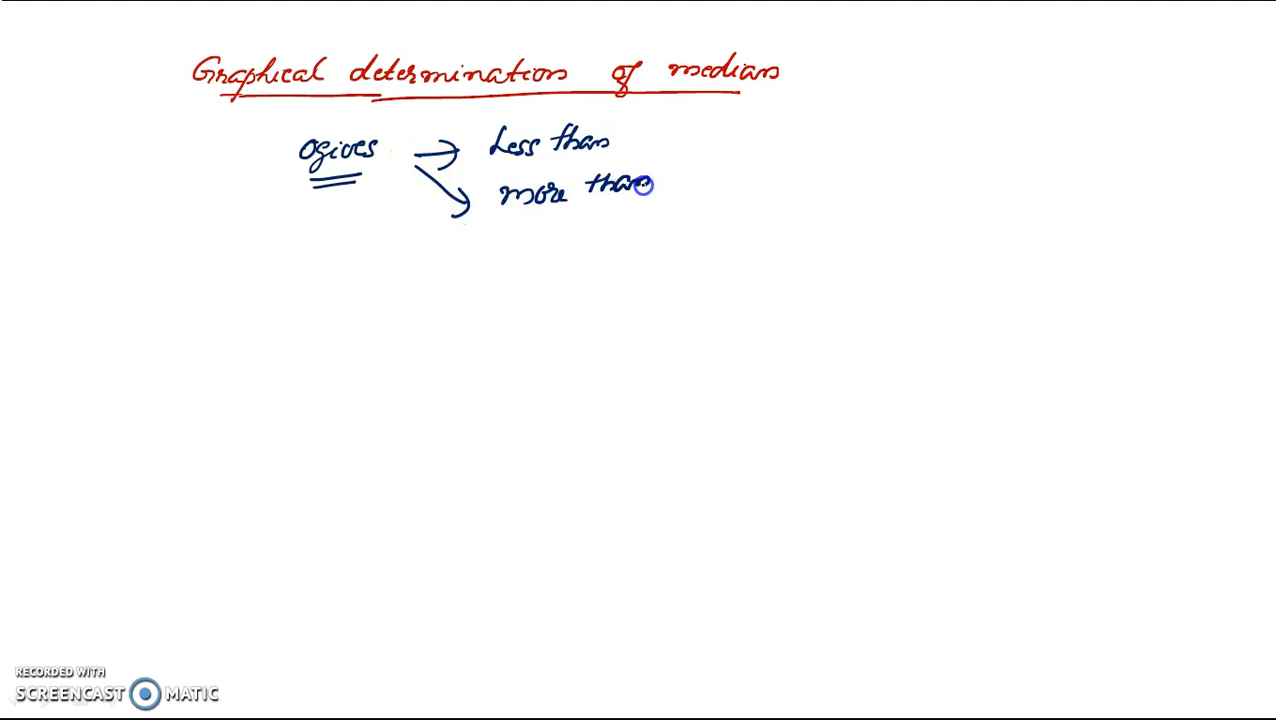 Graphical determination of median
ogives → Less than
more than
RECORDED WITH
SCREENCAST MATIC